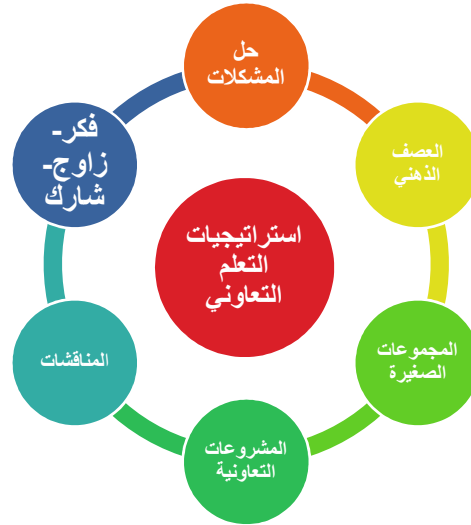 استراتيجيات
التعلم
التعاوني
حل
المشكلات
العصف
الذهني
المجموعات
الصغيرة
المشروعات
التعاونية
المناقشات
فكر-
زاوج-
شارك